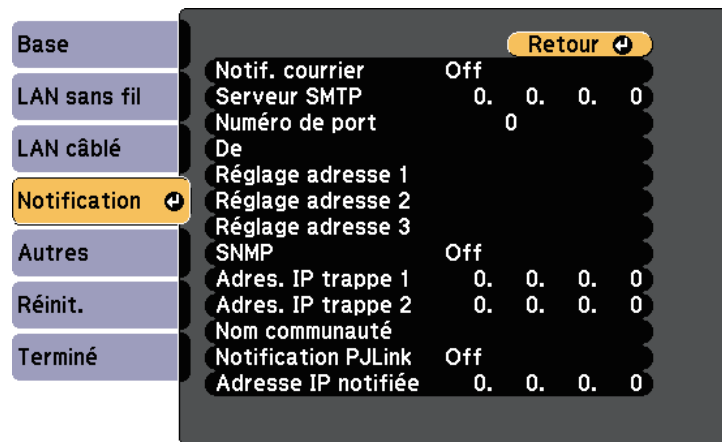 Base
LAN sans fil
LAN câblé
Notification
Autres
Réinit.
Terminé
Retour
Notif. courrier Off
Serveur SMTP 0. 0. 0. 0
Numéro de port 0
De
Réglage adresse 1
Réglage adresse 2
Réglage adresse 3
SNMP Off
Adres. IP trappe 1 0. 0. 0. 0
Adres. IP trappe 2 0. 0. 0. 0
Nom communauté
Notification PJLink Off
Adresse IP notifiée 0. 0. 0. 0